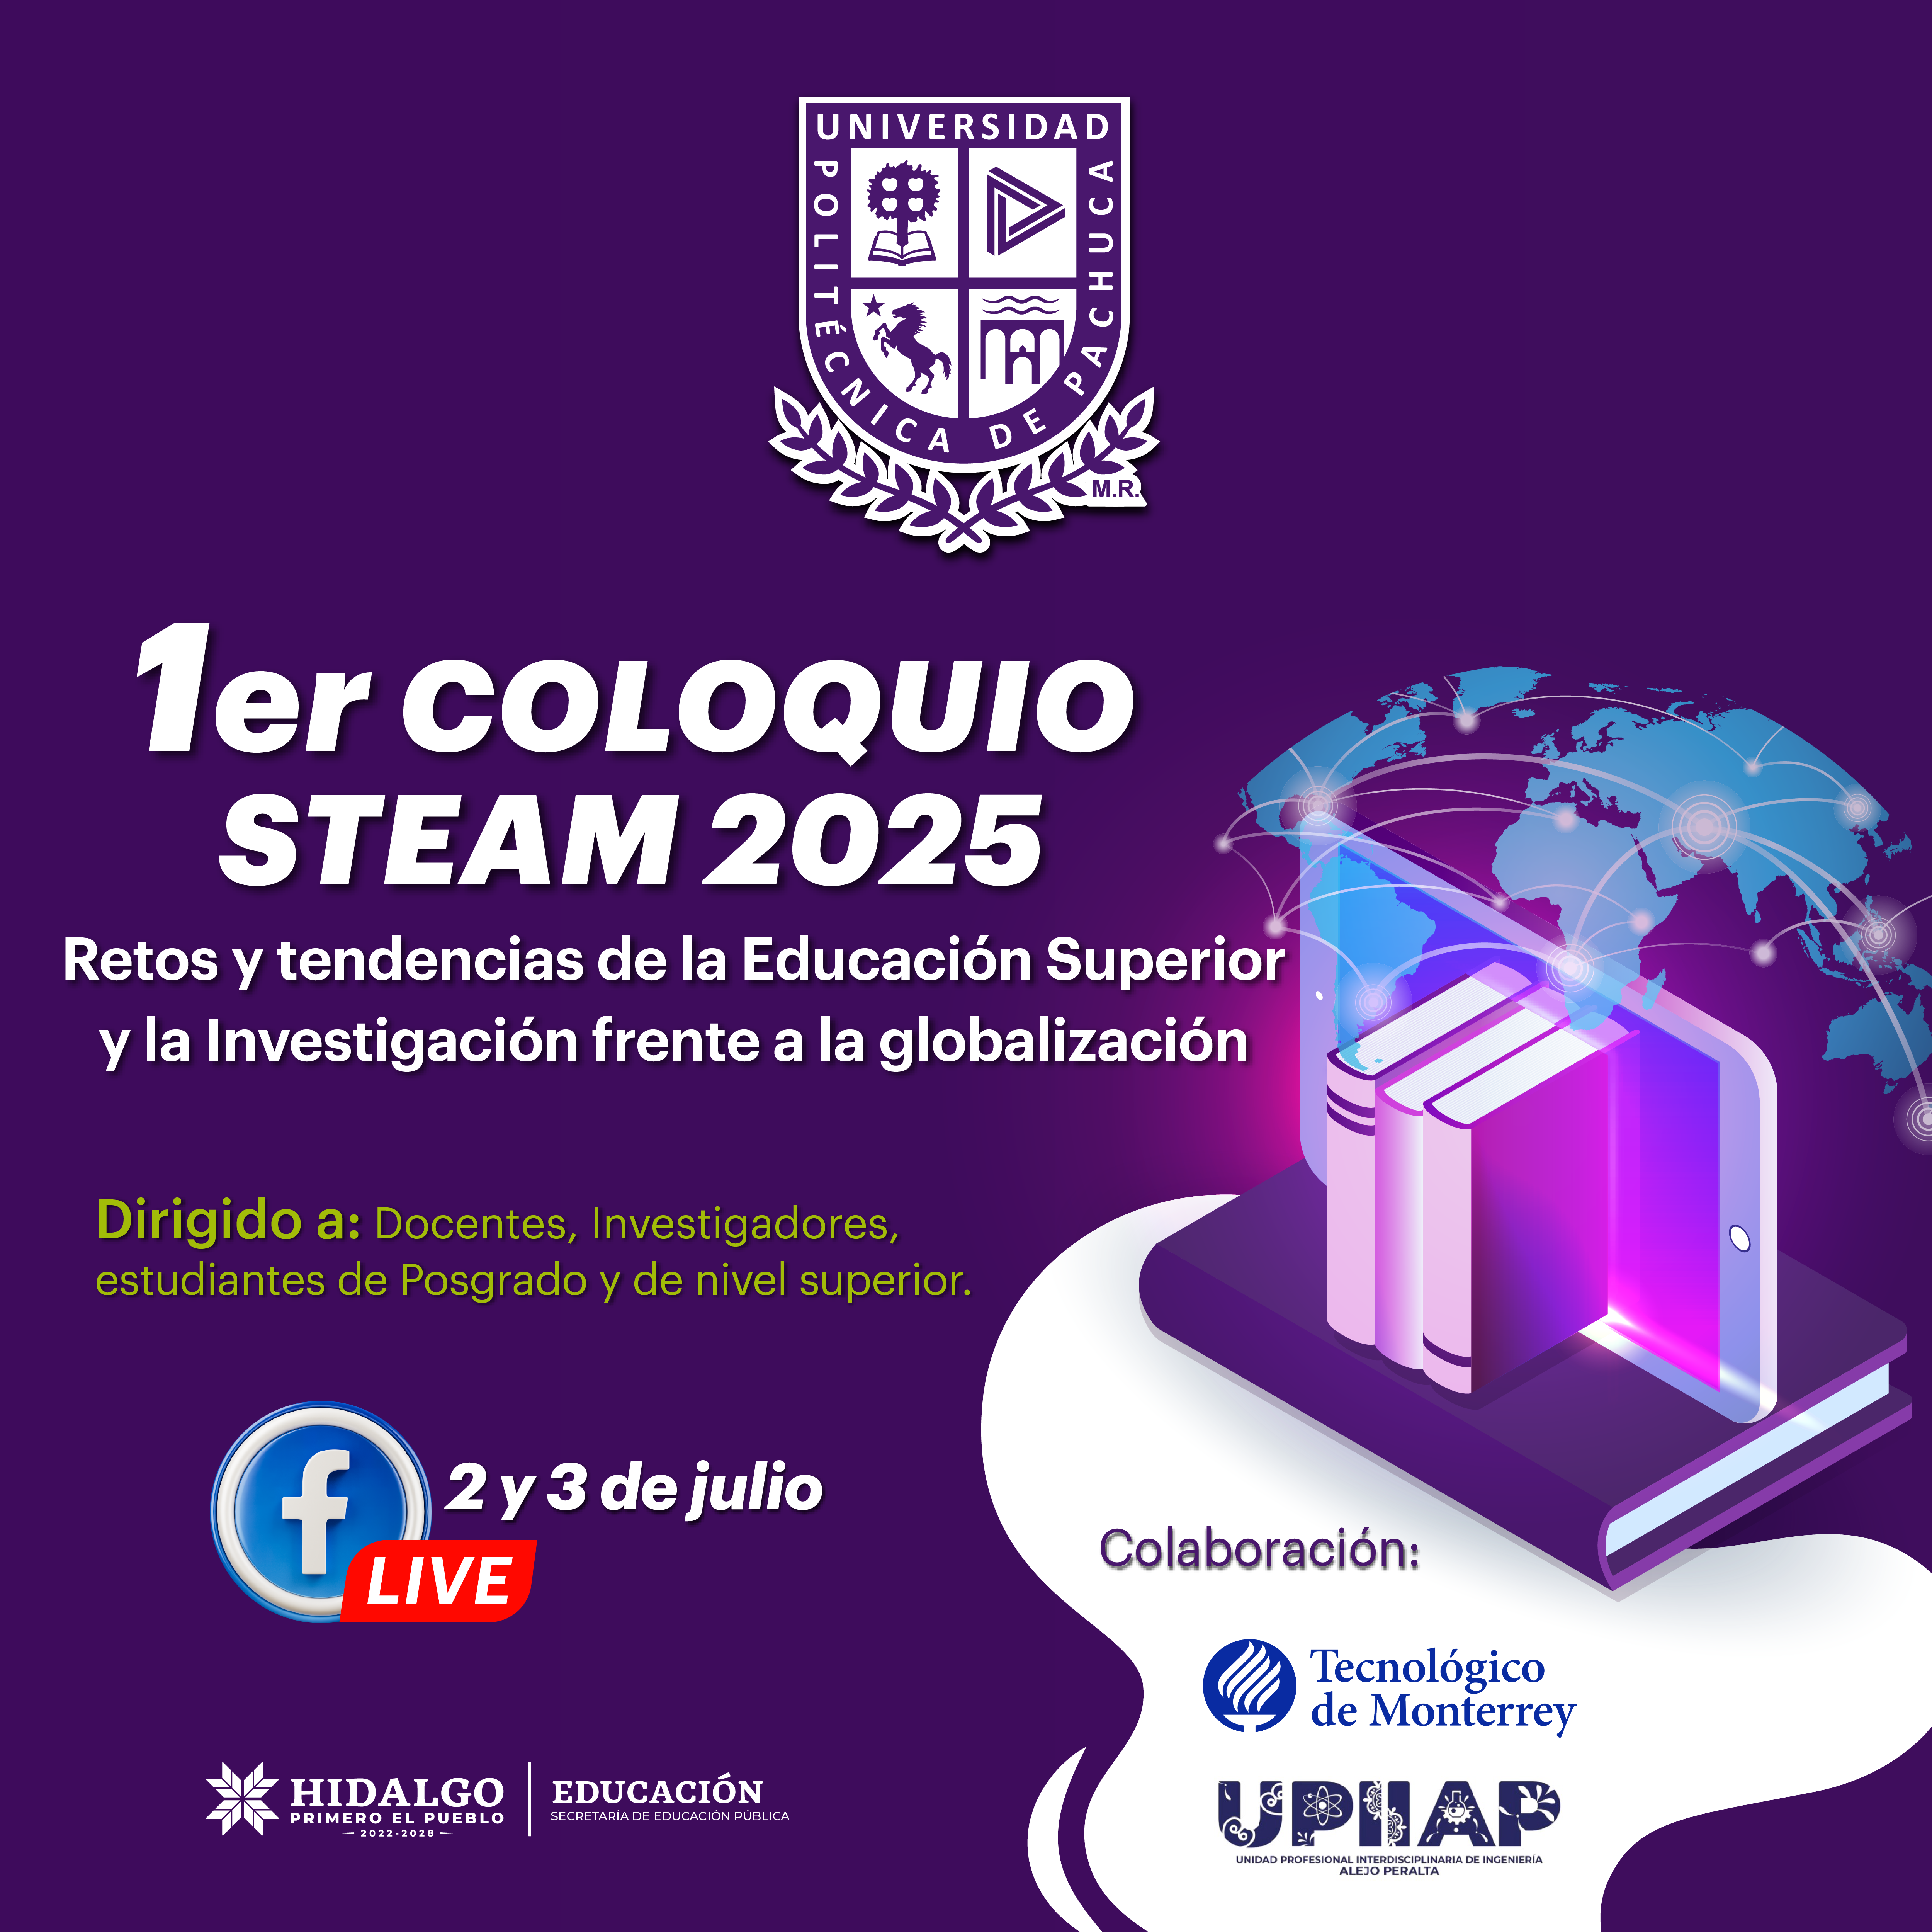 UNIVERSIDAD
POLITÉCNICA DE PACHUCA
M.R.
1er COLOQUIO
STEAM 2025
Retos y tendencias de la Educación Superior
y la Investigación frente a la globalización
Dirigido a: Docentes, Investigadores,
estudiantes de Posgrado y de nivel superior.
f
2 y 3 de julio
LIVE
Colaboración:
Tecnológico
de Monterrey
UPIIAP
UNIDAD PROFESIONAL INTERDISCIPLINARIA DE INGENIERÍA
ALEJO PERALTA
HIDALGO
PRIMERO EL PUEBLO
2022-2028
EDUCACIÓN
SECRETARÍA DE EDUCACIÓN PÚBLICA